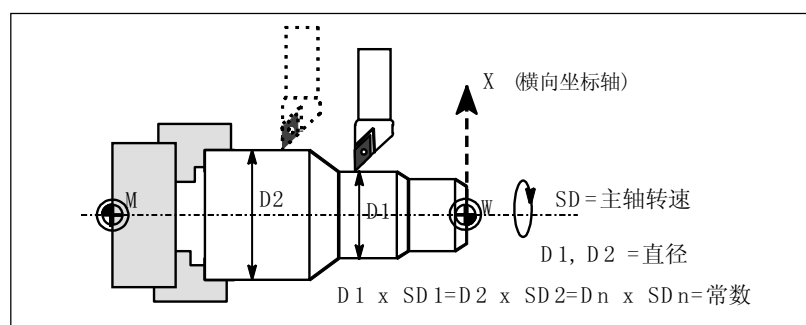 X (横向坐标轴)
M
D2
D1
W
SD=主轴转速
D1, D2 =直径
D1 x SD1=D2 x SD2=Dn x SDn=常数